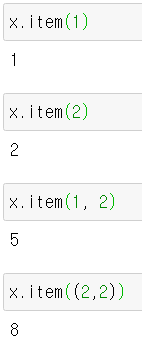 x.item(1)
1
x.item(2)
2
x.item(1, 2)
5
x.item((2,2))
8